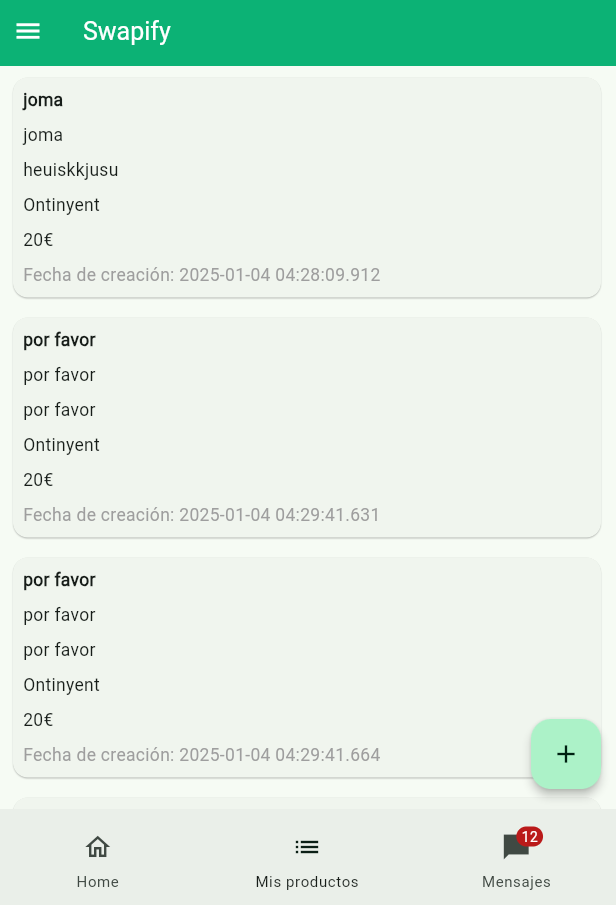 Swapify
joma
joma
heuiskkjusu
Ontinyent
20€
Fecha de creación: 2025-01-04 04:28:09.912
por favor
por favor
por favor
Ontinyent
20€
Fecha de creación: 2025-01-04 04:29:41.631
por favor
por favor
por favor
Ontinyent
20€
Fecha de creación: 2025-01-04 04:29:41.664
12
Home
Mis productos
Mensajes